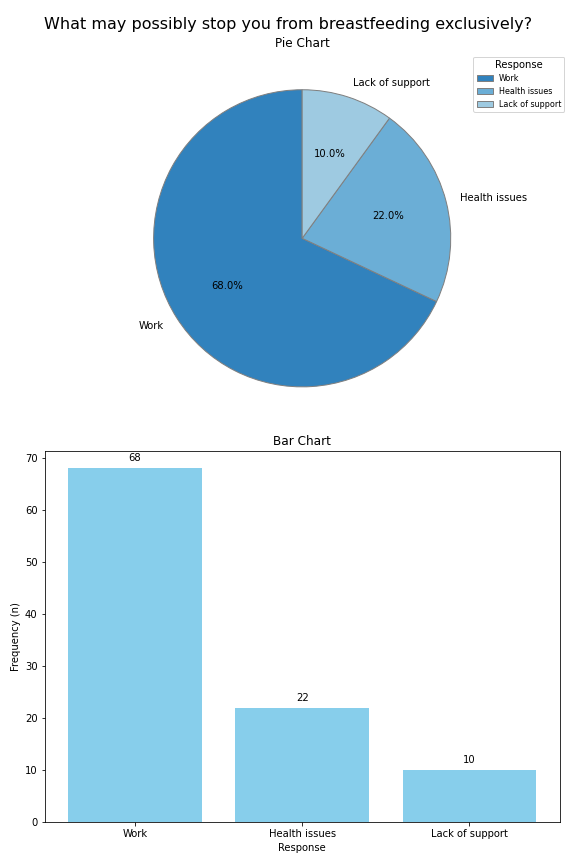 What may possibly stop you from breastfeeding exclusively?
Pie Chart
Response
Work
Health issues
Lack of support
Lack of support
10.0%
Health issues
22.0%
68.0%
Work
Bar Chart
68
70
60
50
40
30
22
20
10
10
0
Frequency (n)
Work Health issues Lack of support
Response